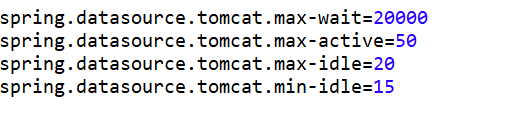 spring.datasource.tomcat.max-wait=20000
spring.datasource.tomcat.max-active=50
spring.datasource.tomcat.max-idle=20
spring.datasource.tomcat.min-idle=15